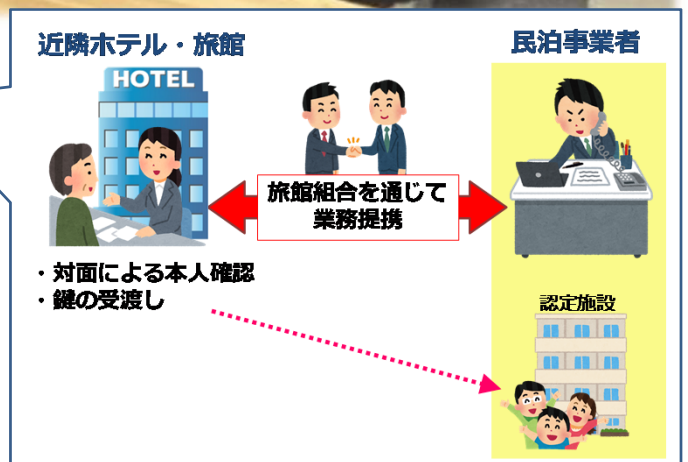 近隣ホテル・旅館
民泊事業者
HOTEL
旅館組合を通じて
業務提携
・対面による本人確認
・鍵の受渡し
認定施設